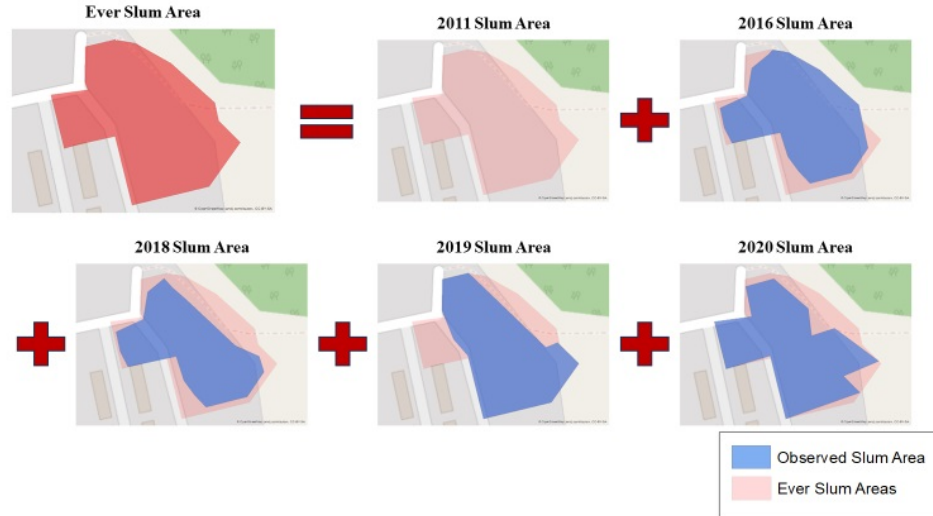 Ever Slum Area
2011 Slum Area
2016 Slum Area
2018 Slum Area
2019 Slum Area
2020 Slum Area
Observed Slum Area
Ever Slum Areas